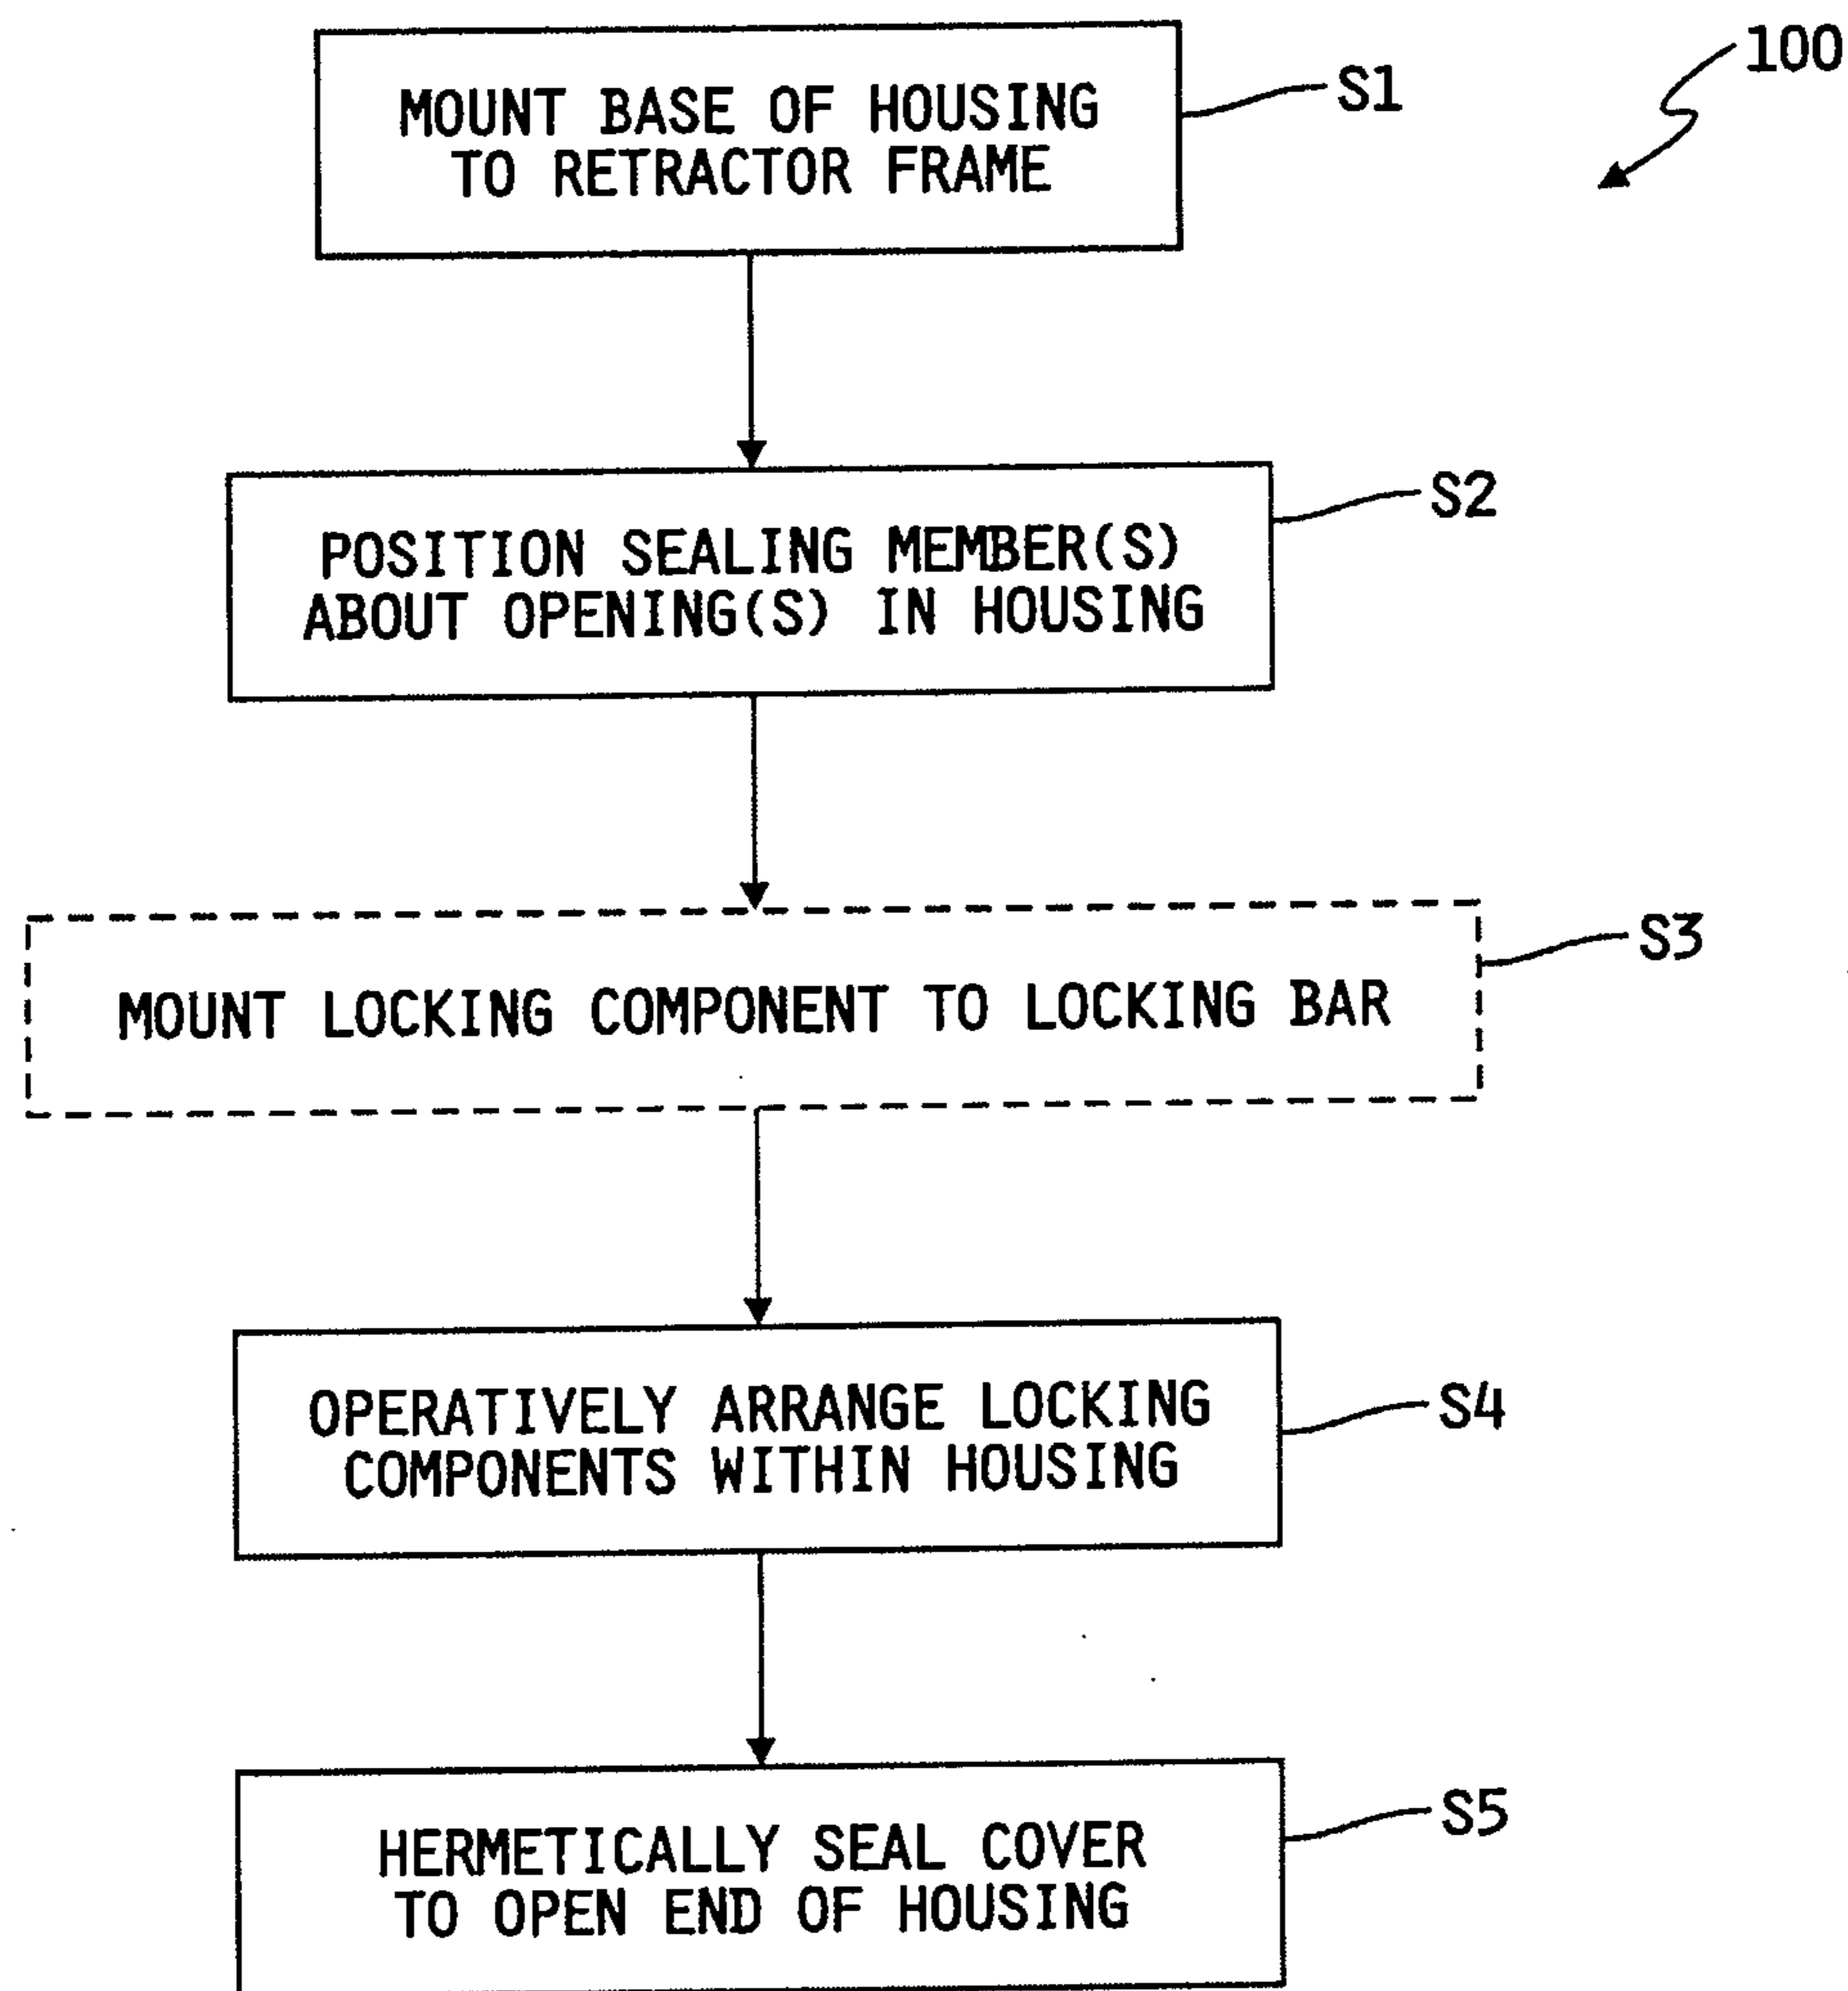 100
MOUNT BASE OF HOUSING
TO RETRACTOR FRAME
S1
POSITION SEALING MEMBER(S)
ABOUT OPENING(S) IN HOUSING
S2
MOUNT LOCKING COMPONENT TO LOCKING BAR
S3
OPERATIVELY ARRANGE LOCKING
COMPONENTS WITHIN HOUSING
S4
HERMETICALLY SEAL COVER
TO OPEN END OF HOUSING
S5